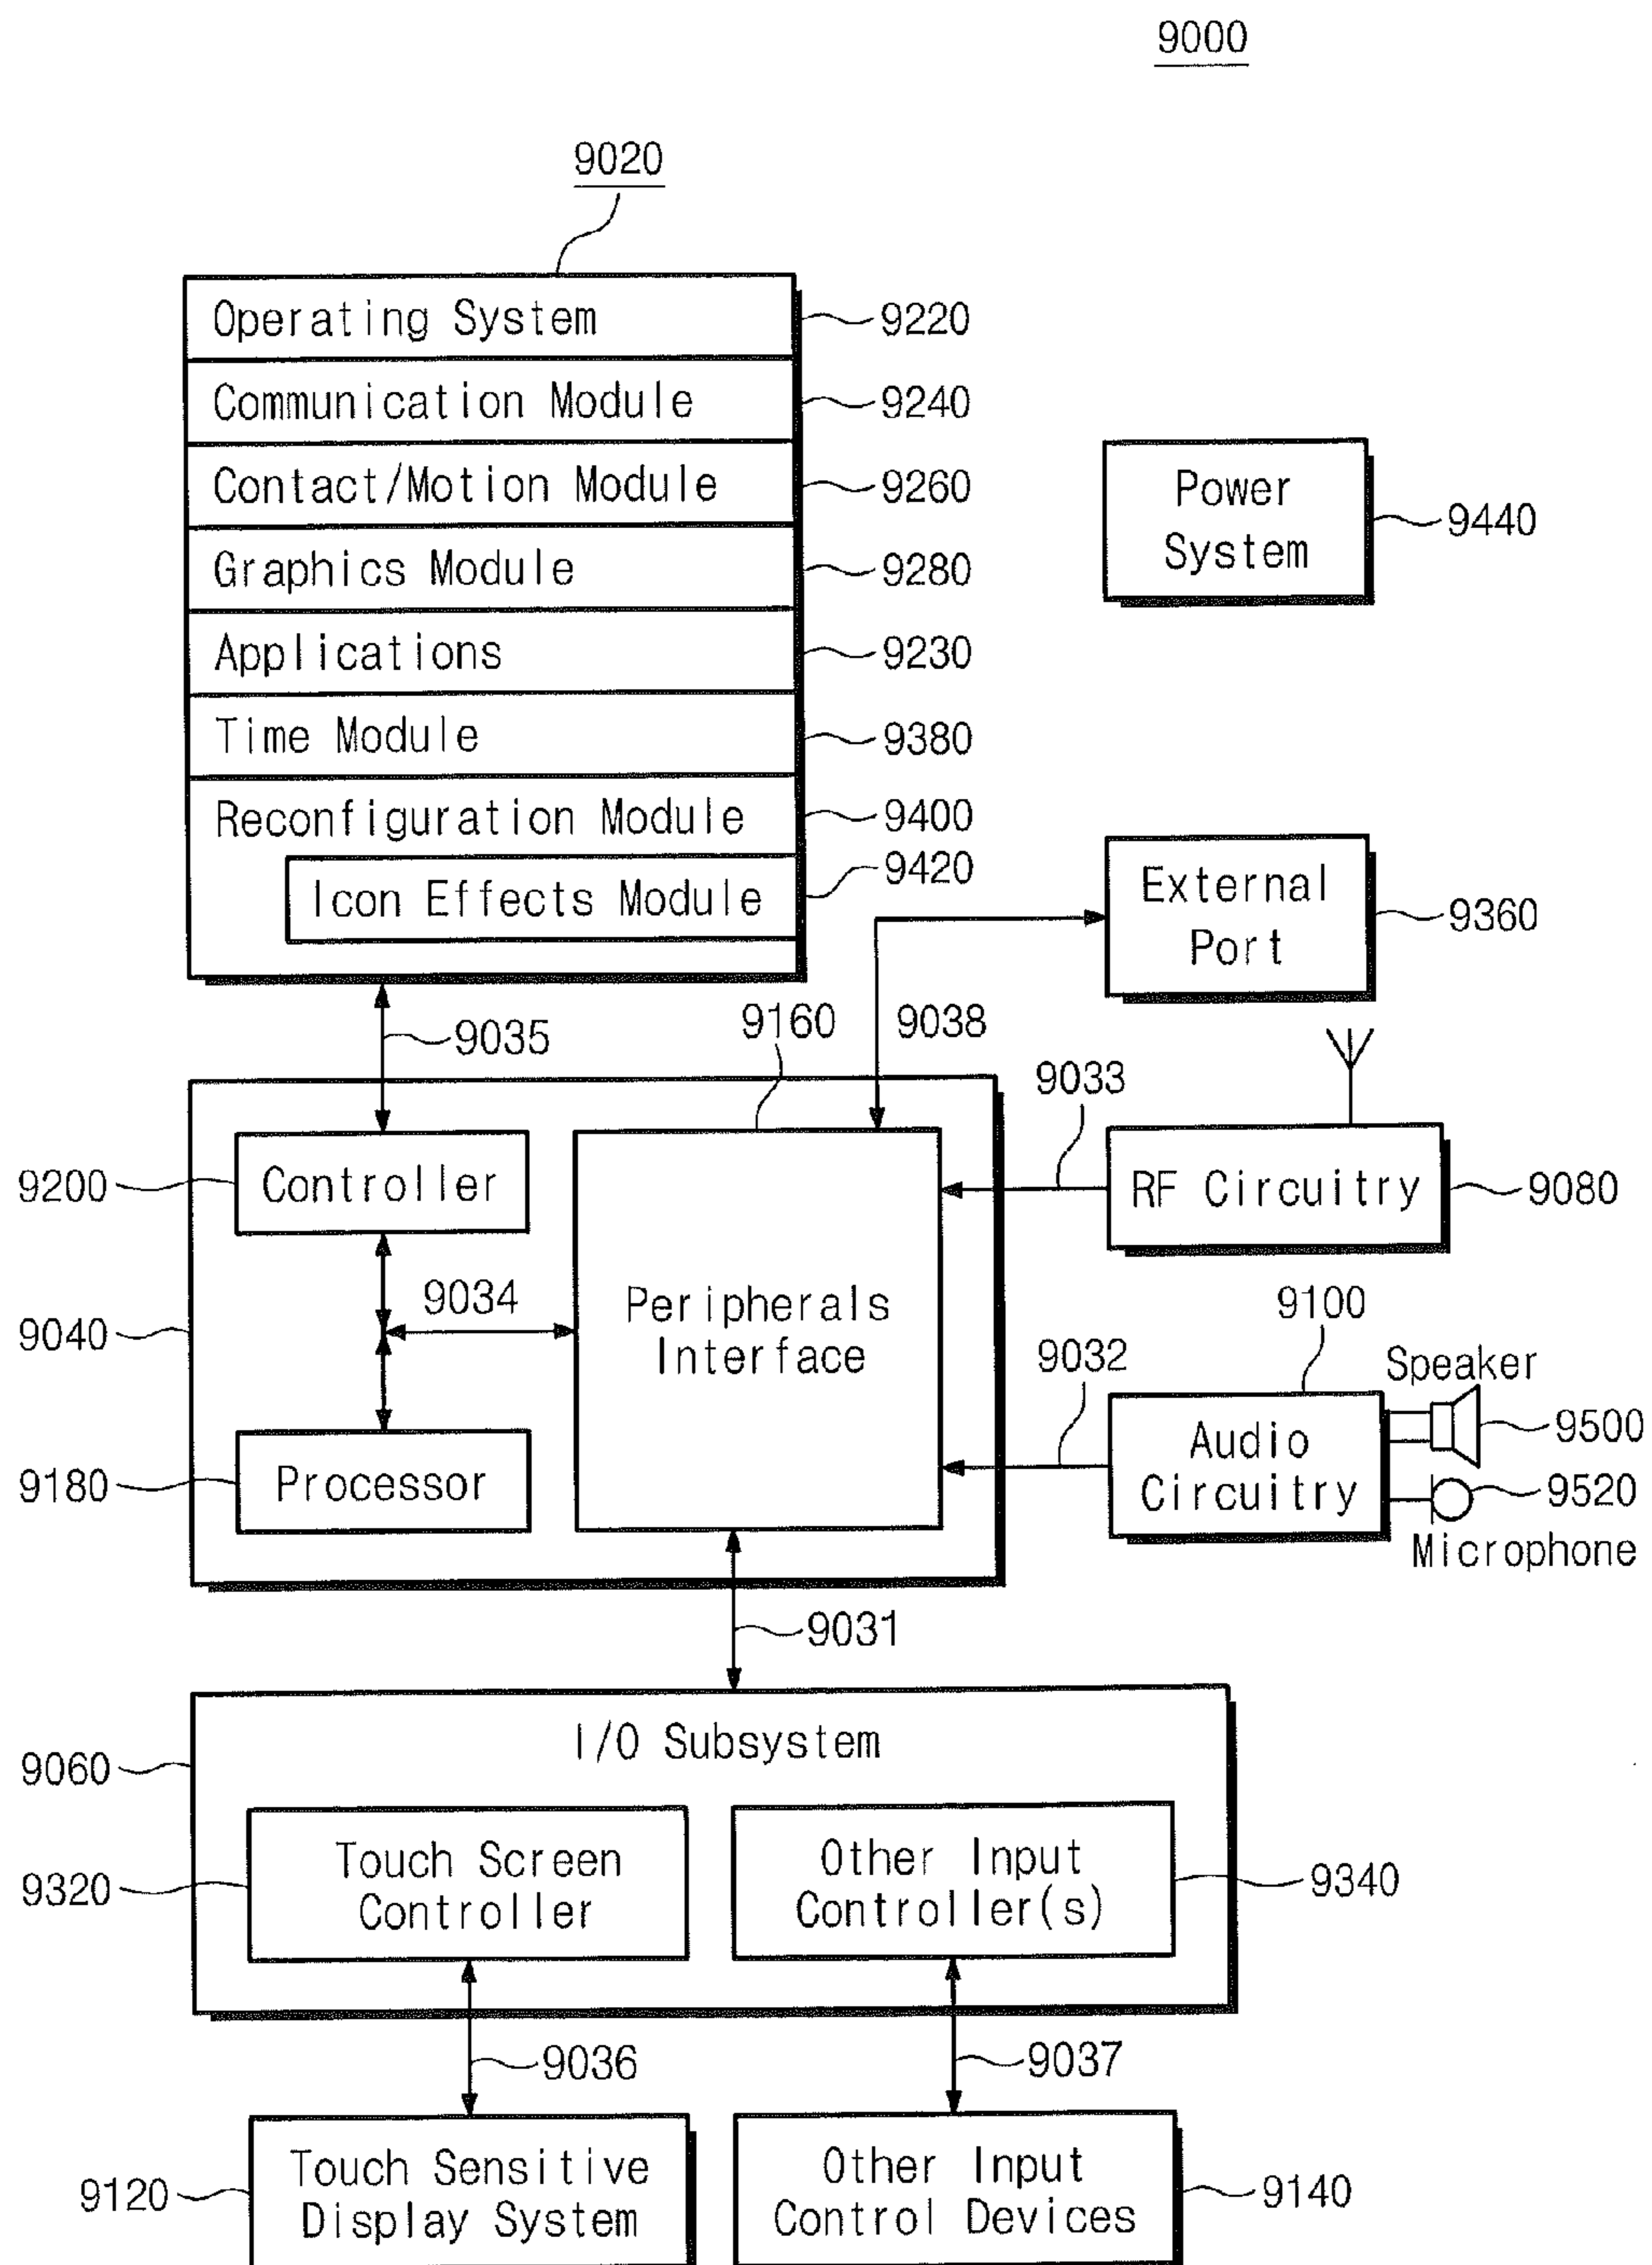 9000
9020
Operating System
9220
Communication Module
9240
Contact/Motion Module
9260
Graphics Module
9280
Applications
9230
Time Module
9380
Reconfiguration Module
9400
Icon Effects Module
9420
Power
System
9440
External
Port
9360
9035
9160
9038
9033
9200
Controller
RF Circuitry
9080
9034
9040
Peripherals
Interface
9032
9100
Speaker
9500
Audio
Circuitry
9520
Microphone
9180
Processor
9031
I/O Subsystem
9060
9320
Touch Screen
Controller
Other Input
Controller(s)
9340
9036
9037
9120
Touch Sensitive
Display System
Other Input
Control Devices
9140